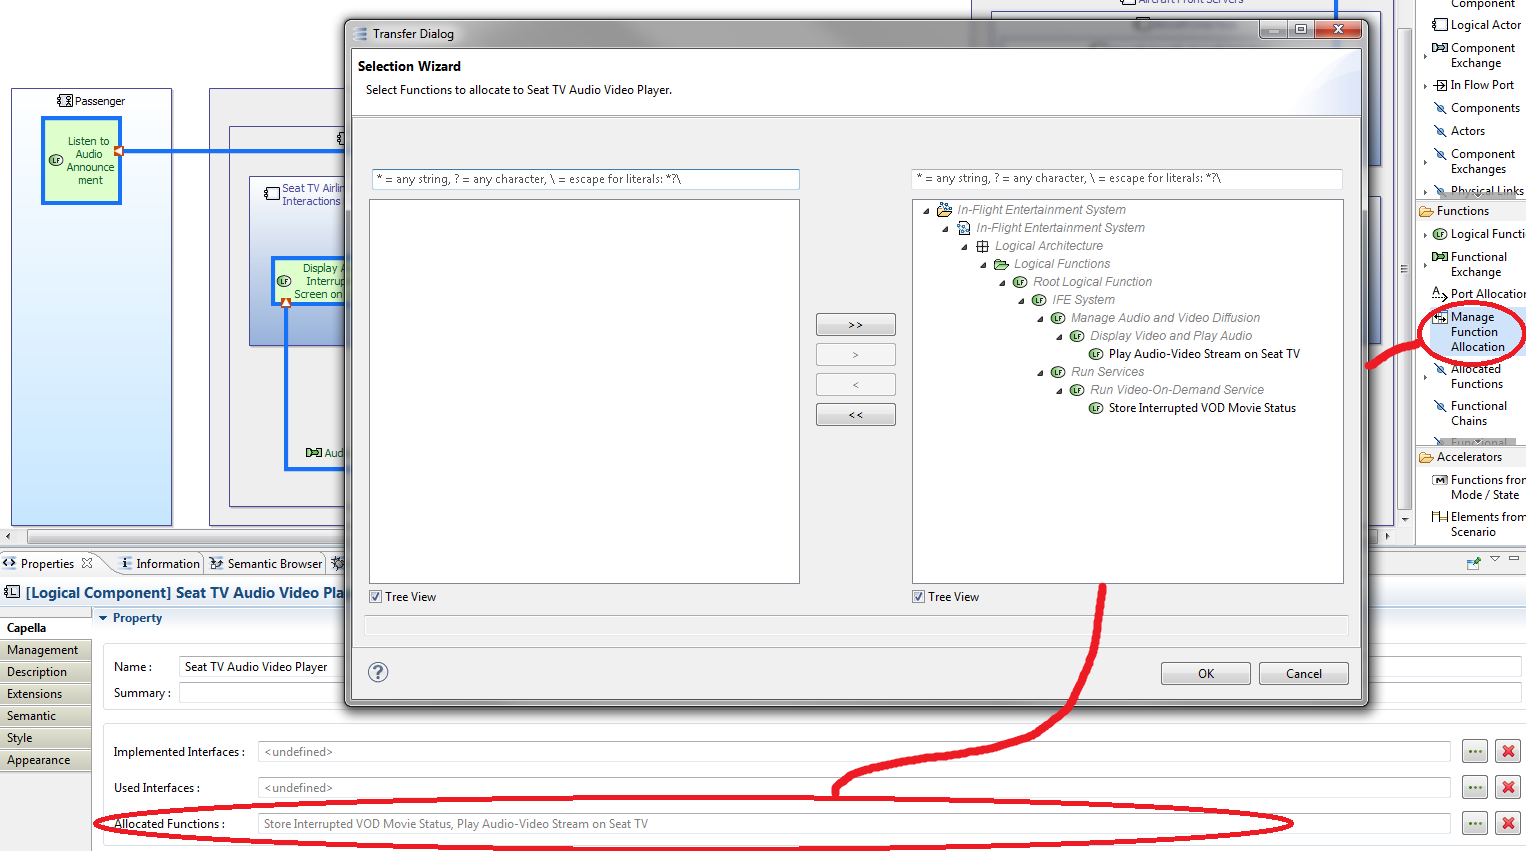 Aircraft Front Servers
Passenger
Listen to
Audio
Announce
ment
Seat TV Airlin
Interactions
Display A
Interrup
Screen on
Aud
Transfer Dialog
Selection Wizard
Select Functions to allocate to Seat TV Audio Video Player.
* = any string, ? = any character, \ = escape for literals: *?\
* = any string, ? = any character, \ = escape for literals: *?\
In-Flight Entertainment System
In-Flight Entertainment System
Logical Architecture
Logical Functions
Root Logical Function
IFE System
Manage Audio and Video Diffusion
Display Video and Play Audio
Play Audio-Video Stream on Seat TV
Run Services
Run Video-On-Demand Service
Store Interrupted VOD Movie Status
>>
>
<
<<
Tree View
Tree View
OK
Cancel
Component
Logical Actor
Component
Exchange
In Flow Port
Components
Actors
Component
Exchanges
Physical Links
Functions
Logical Functi
Functional
Exchange
Port Allocation
Manage
Function
Allocation
Allocated
Functions
Functional
Chains
Functional
Accelerators
Functions from
Mode / State
Elements from
Scenario
Properties
Information
Semantic Browser
[Logical Component] Seat TV Audio Video Pla
Capella
Management
Description
Extensions
Semantic
Style
Appearance
Property
Name : Seat TV Audio Video Player
Summary :
Implemented Interfaces : <undefined>
Used Interfaces : <undefined>
Allocated Functions : Store Interrupted VOD Movie Status, Play Audio-Video Stream on Seat TV